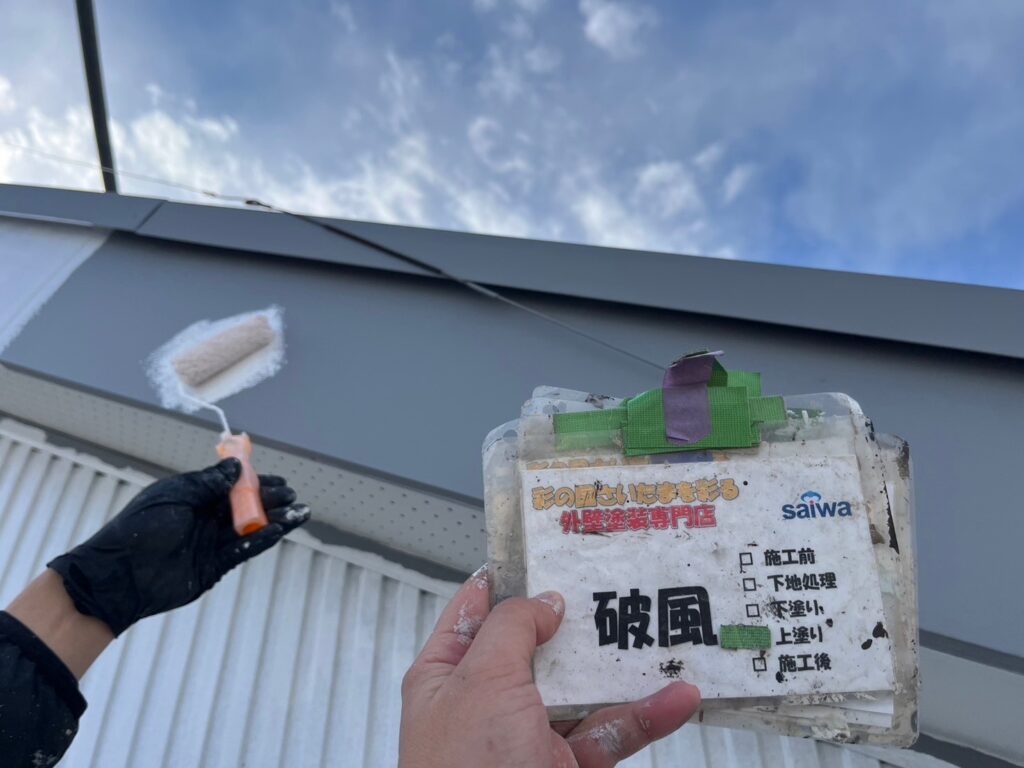 彩の国さいたまを彩る
外壁塗装専門店
saiwa
破風
□ 施工前
□ 下地処理
□ 下塗り
上塗り
□ 施工後